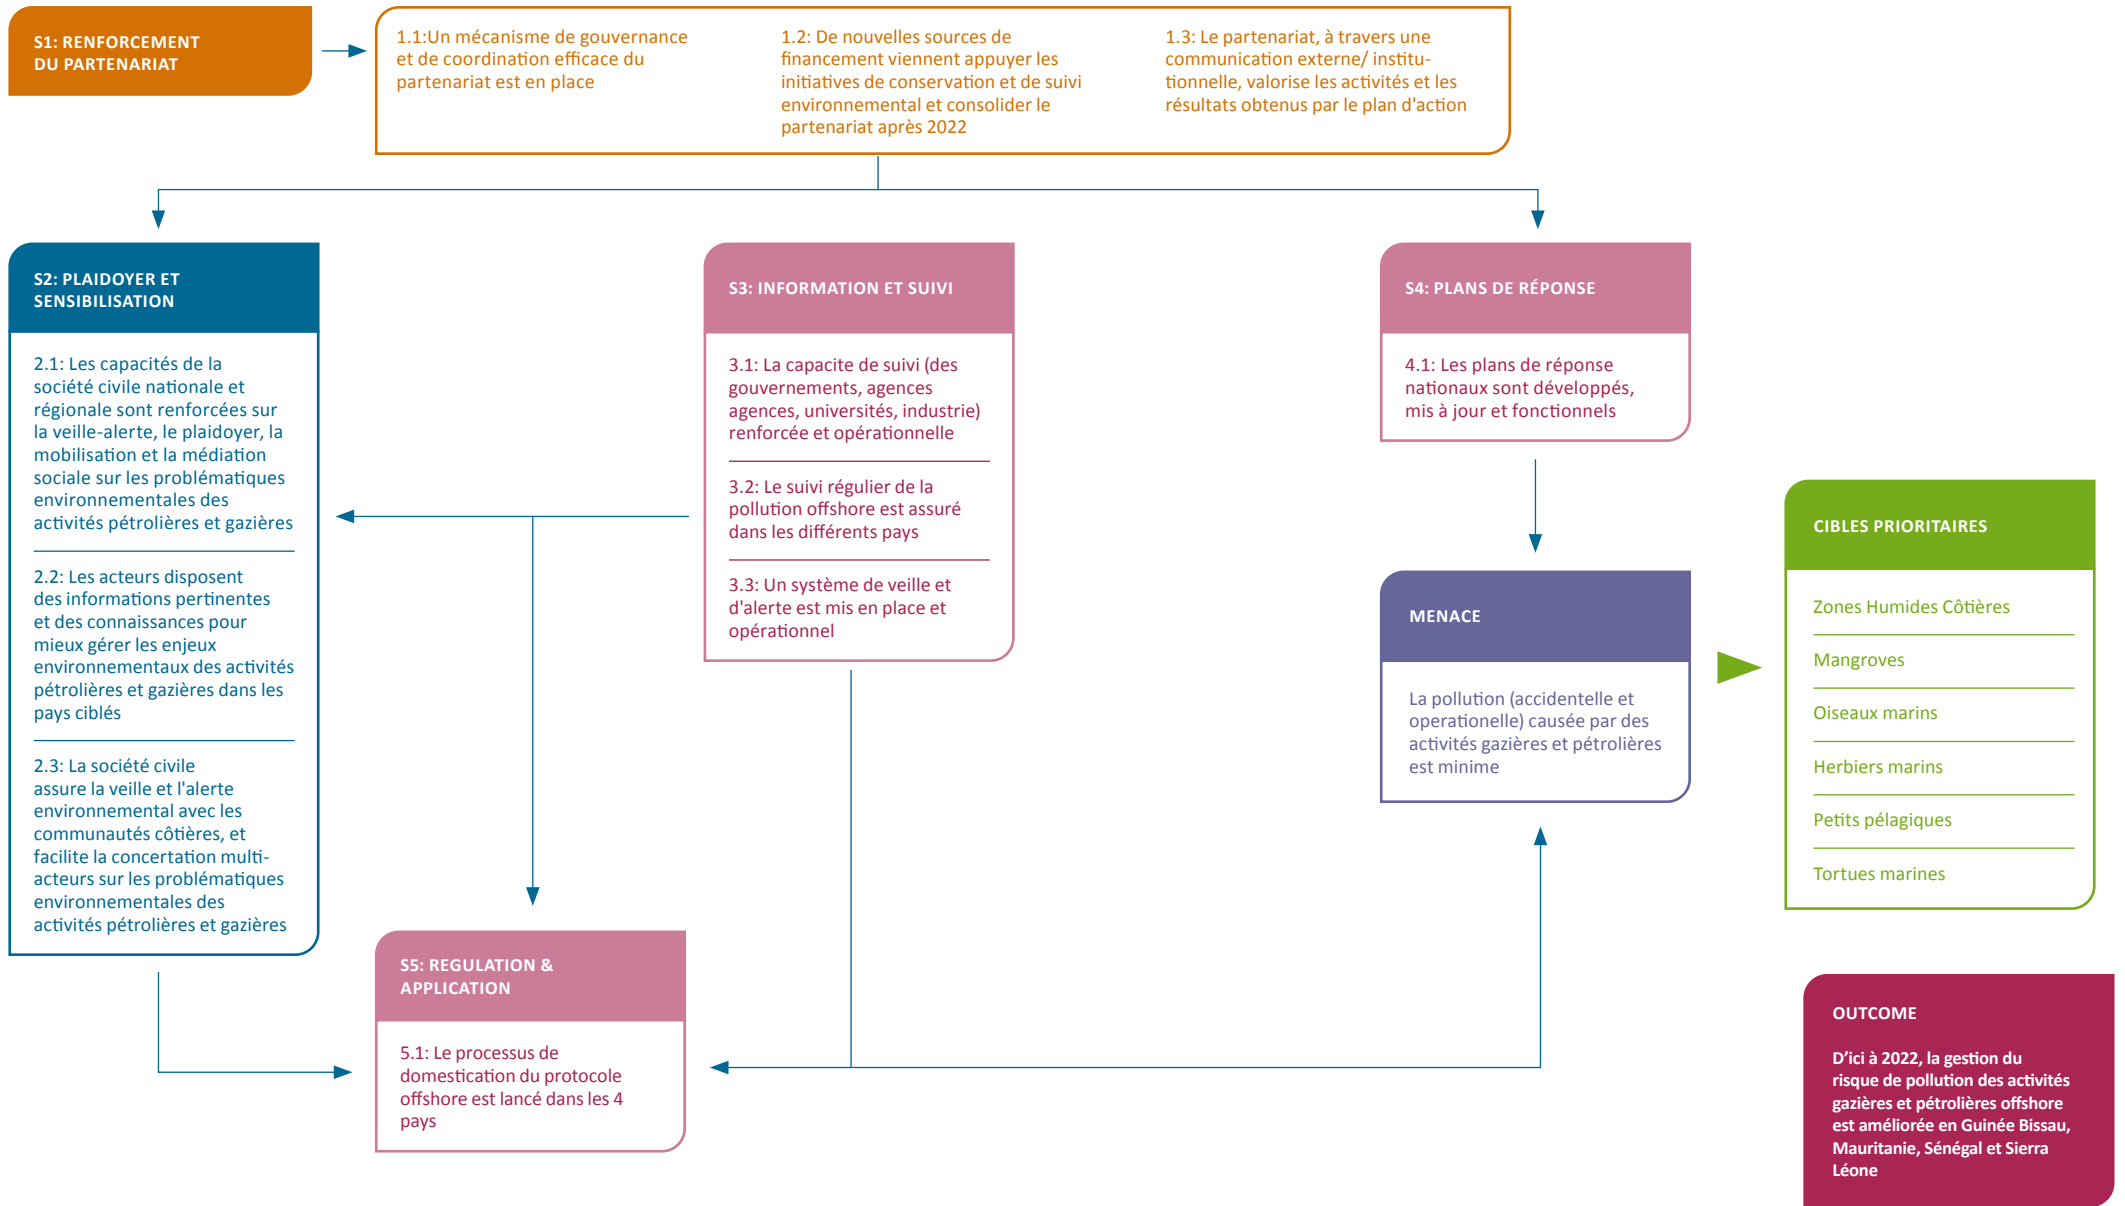 S1: RENFORCEMENT
DU PARTENARIAT
1.1:Un mécanisme de gouvernance
et de coordination efficace du
partenariat est en place
1.2: De nouvelles sources de
financement viennent appuyer les
initiatives de conservation et de suivi
environnemental et consolider le
partenariat après 2022
1.3: Le partenariat, à travers une
communication externe/ institu-
tionnelle, valorise les activités et les
résultats obtenus par le plan d'action
S2: PLAIDOYER ET
SENSIBILISATION
2.1: Les capacités de la
société civile nationale et
régionale sont renforcées sur
la veille-alerte, le plaidoyer, la
mobilisation et la médiation
sociale sur les problématiques
environnementales des
activités pétrolières et gazières
2.2: Les acteurs disposent
des informations pertinentes
et des connaissances pour
mieux gérer les enjeux
environnementaux des activités
pétrolières et gazières dans les
pays ciblés
2.3: La société civile
assure la veille et l'alerte
environnemental avec les
communautés côtières, et
facilite la concertation multi-
acteurs sur les problématiques
environnementales des
activités pétrolières et gazières
S3: INFORMATION ET SUIVI
3.1: La capacite de suivi (des
gouvernements, agences
agences, universités, industrie)
renforcée et opérationnelle
3.2: Le suivi régulier de la
pollution offshore est assuré
dans les différents pays
3.3: Un système de veille et
d'alerte est mis en place et
opérationnel
S4: PLANS DE RÉPONSE
4.1: Les plans de réponse
nationaux sont développés,
mis à jour et fonctionnels
S5: REGULATION &
APPLICATION
5.1: Le processus de
domestication du protocole
offshore est lancé dans les 4
pays
MENACE
La pollution (accidentelle et
operationelle) causée par des
activités gazières et pétrolières
est minime
CIBLES PRIORITAIRES
Zones Humides Côtières
Mangroves
Oiseaux marins
Herbiers marins
Petits pélagiques
Tortues marines
OUTCOME
D’ici à 2022, la gestion du
risque de pollution des activités
gazières et pétrolières offshore
est améliorée en Guinée Bissau,
Mauritanie, Sénégal et Sierra
Léone